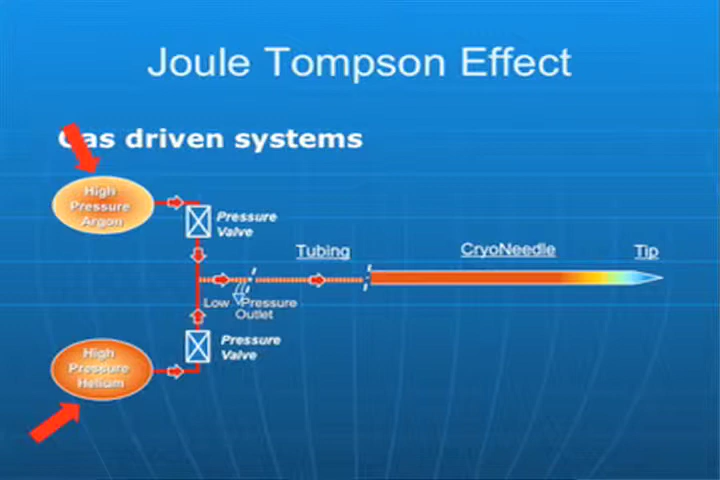 Joule Tompson Effect
Gas driven systems
High
Pressure
Argon
Pressure
Valve
Tubing
CryoNeedle
Tip
Low Pressure
Outlet
Pressure
Valve
High
Pressure
Helium